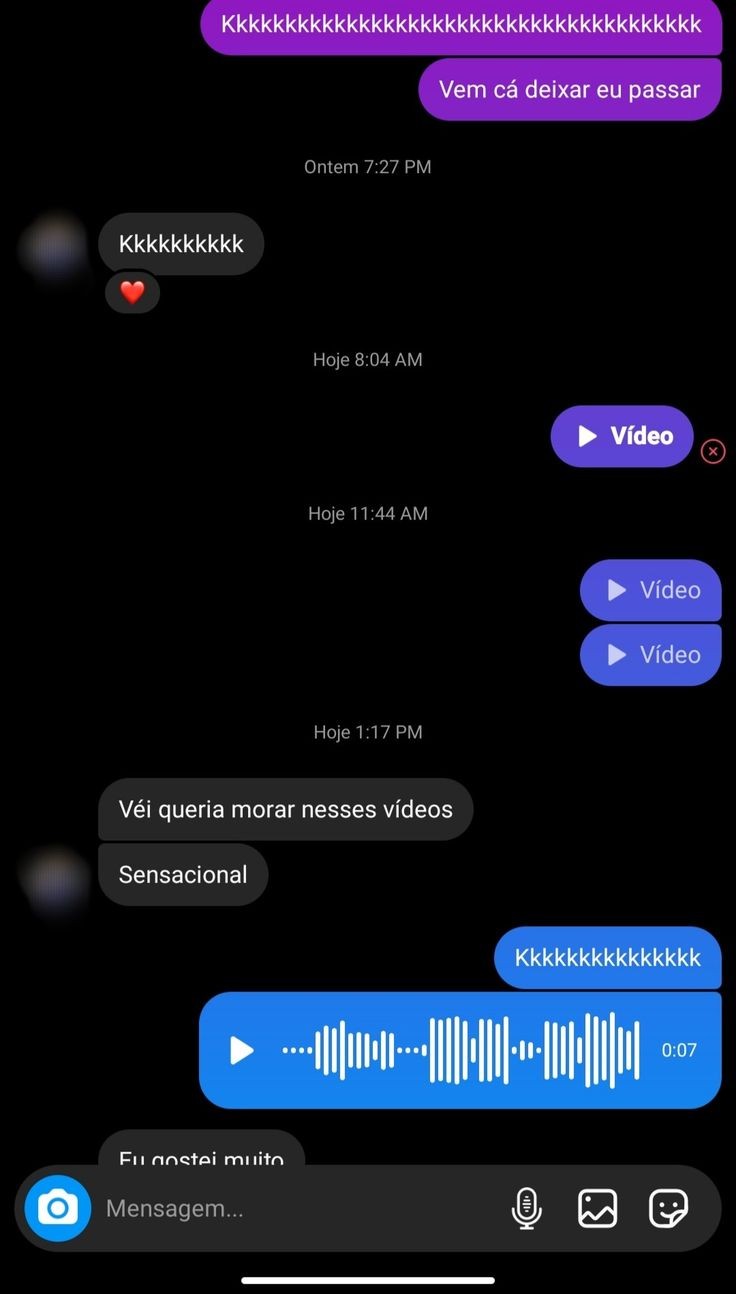 Kkkkkkkkkkkkkkkkkkkkkkkkkkkkkkkkkkkkkkk
Vem cá deixar eu passar
Ontem 7:27 PM
Kkkkkkkkkk
Hoje 8:04 AM
Vídeo
Hoje 11:44 AM
Vídeo
Vídeo
Hoje 1:17 PM
Véi queria morar nesses vídeos
Sensacional
Kkkkkkkkkkkkkkk
0:07
Eu gostei muito
Mensagem...